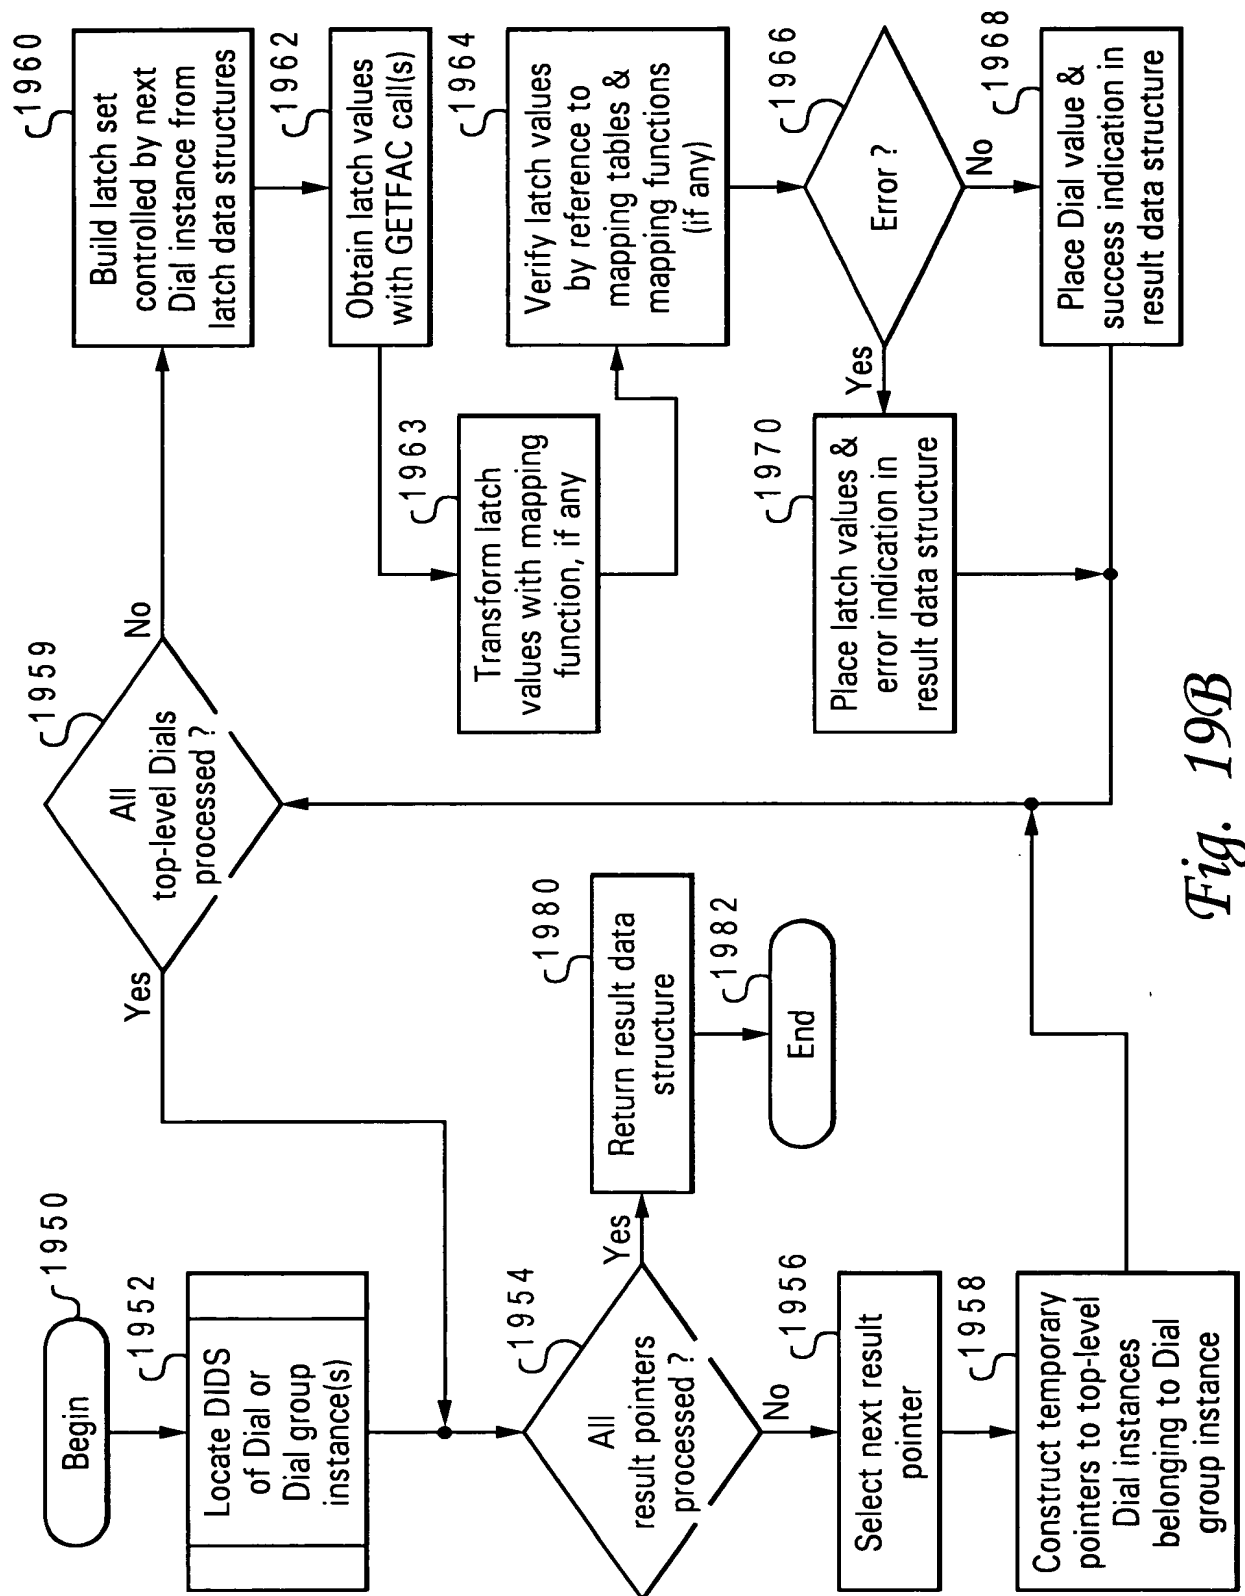 1950
Begin
1952
Locate DIDS
of Dial or
Dial group
instance(s)
1954
All
result pointers
processed ?
Yes
No
1956
Select next result
pointer
1958
Construct temporary
pointers to top-level
Dial instances
belonging to Dial
group instance
1980
Return result data
structure
1982
End
1959
All
top-level Dials
processed ?
Yes
No
1960
Build latch set
controlled by next
Dial instance from
latch data structures
1962
Obtain latch values
with GETFAC call(s)
1963
Transform latch
values with mapping
function, if any
1964
Verify latch values
by reference to
mapping tables &
mapping functions
(if any)
1966
Error ?
Yes
No
1970
Place latch values &
error indication in
result data structure
1968
Place Dial value &
success indication in
result data structure
Fig. 19B